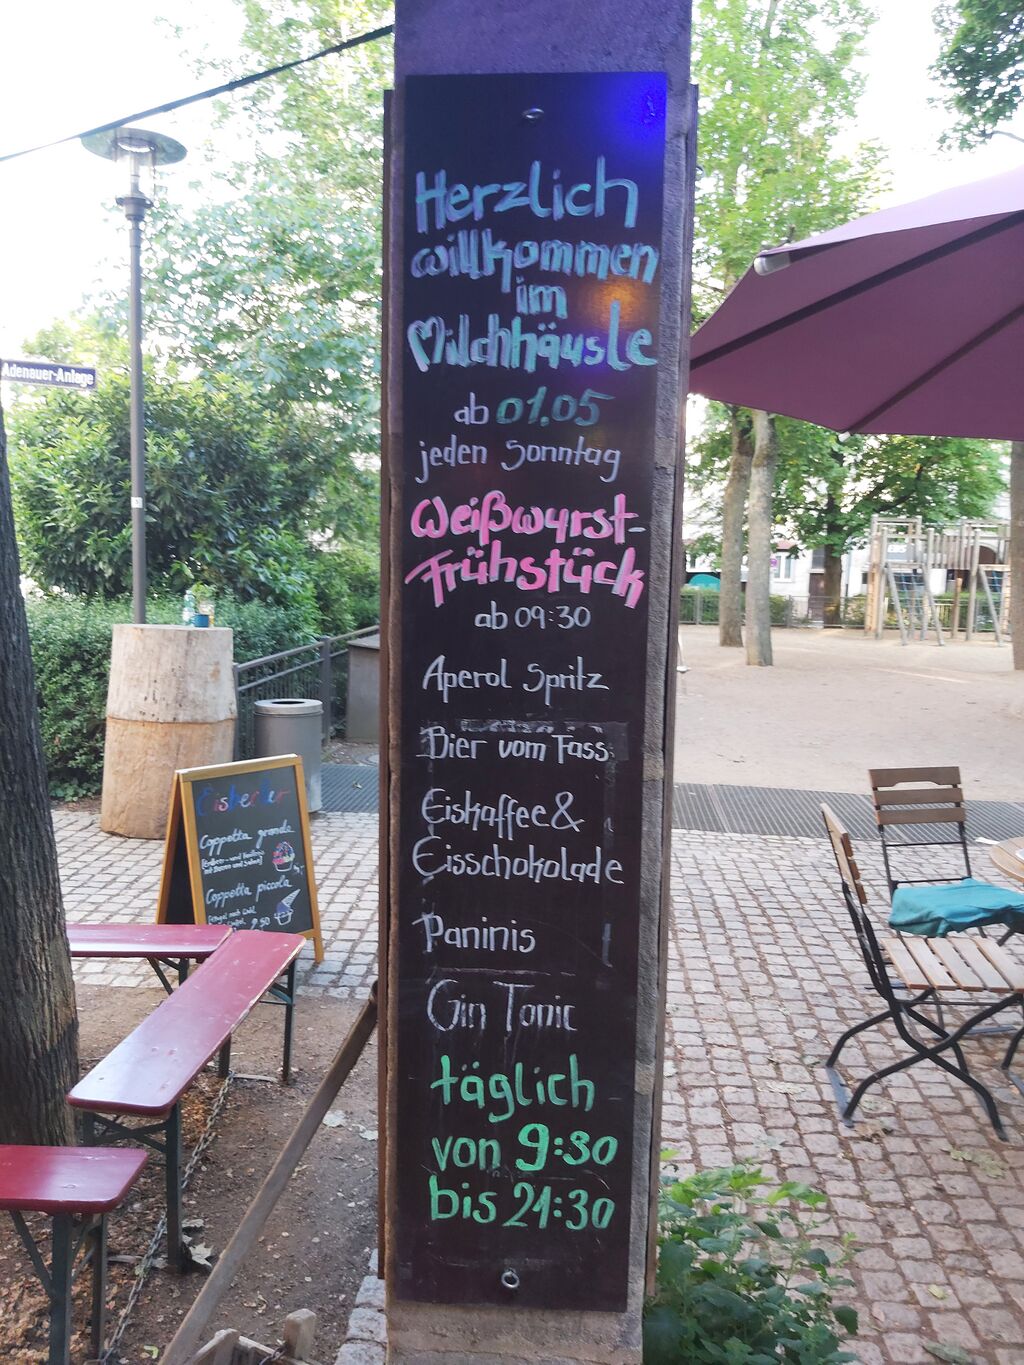 Herzlich
willkommen
im
Milchhäusle
ab 01.05
jeden Sonntag
Weißwurst-
Frühstück
ab 09:30
Aperol Spritz
Bier vom Fass
Eiskaffee &
Eisschokolade
Paninis
Gin Tonic
täglich
von 9:30
bis 21:30
Adenauer-Anlage
Eisbecher
Coppetta grande
Coppetta piccola